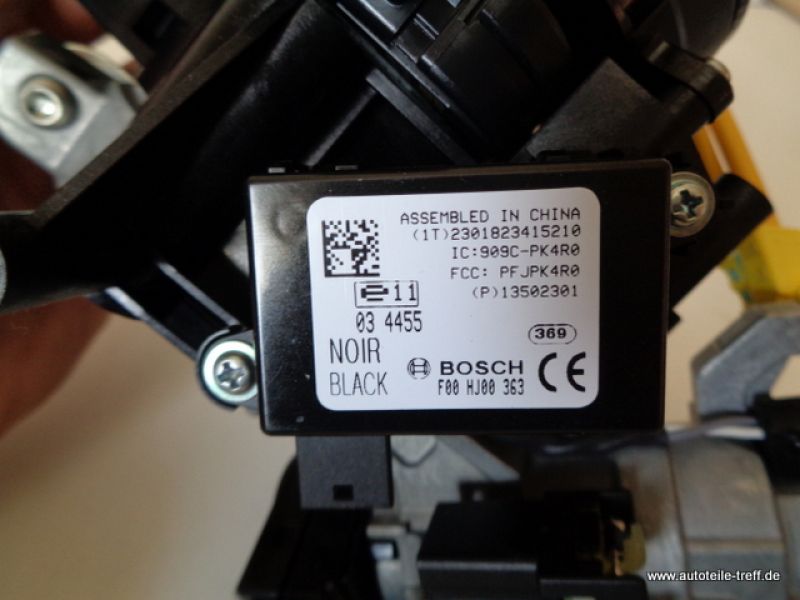 ASSEMBLED IN CHINA
(1T)2301823415210
IC:909C-PK4R0
FCC: PFJPK4R0
(P)13502301
e11
03 4455
369
NOIR
BLACK
BOSCH
F00 HJ00 363
CE
www.autoteile-treff.de